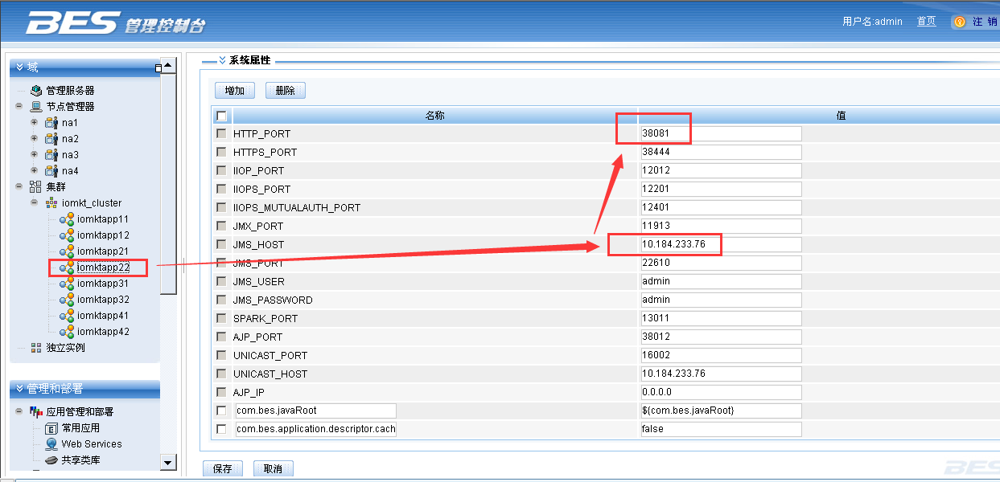 BES 管理控制台
用户名:admin 首页 注 销
域
管理服务器
节点管理器
na1
na2
na3
na4
集群
iomkt_cluster
iomktapp11
iomktapp12
iomktapp21
iomktapp22
iomktapp31
iomktapp32
iomktapp41
iomktapp42
独立实例
管理和部署
应用管理和部署
常用应用
Web Services
共享类库
系统属性
增加 删除
名称 值
HTTP_PORT 38081
HTTPS_PORT 38444
IIOP_PORT 12012
IIOPS_PORT 12201
IIOPS_MUTUALAUTH_PORT 12401
JMX_PORT 11913
JMS_HOST 10.184.233.76
JMS_PORT 22610
JMS_USER admin
JMS_PASSWORD admin
SPARK_PORT 13011
AJP_PORT 38012
UNICAST_PORT 16002
UNICAST_HOST 10.184.233.76
AJP_IP 0.0.0.0
com.bes.javaRoot ${com.bes.javaRoot}
com.bes.application.descriptor.cach false
保存 取消
BES